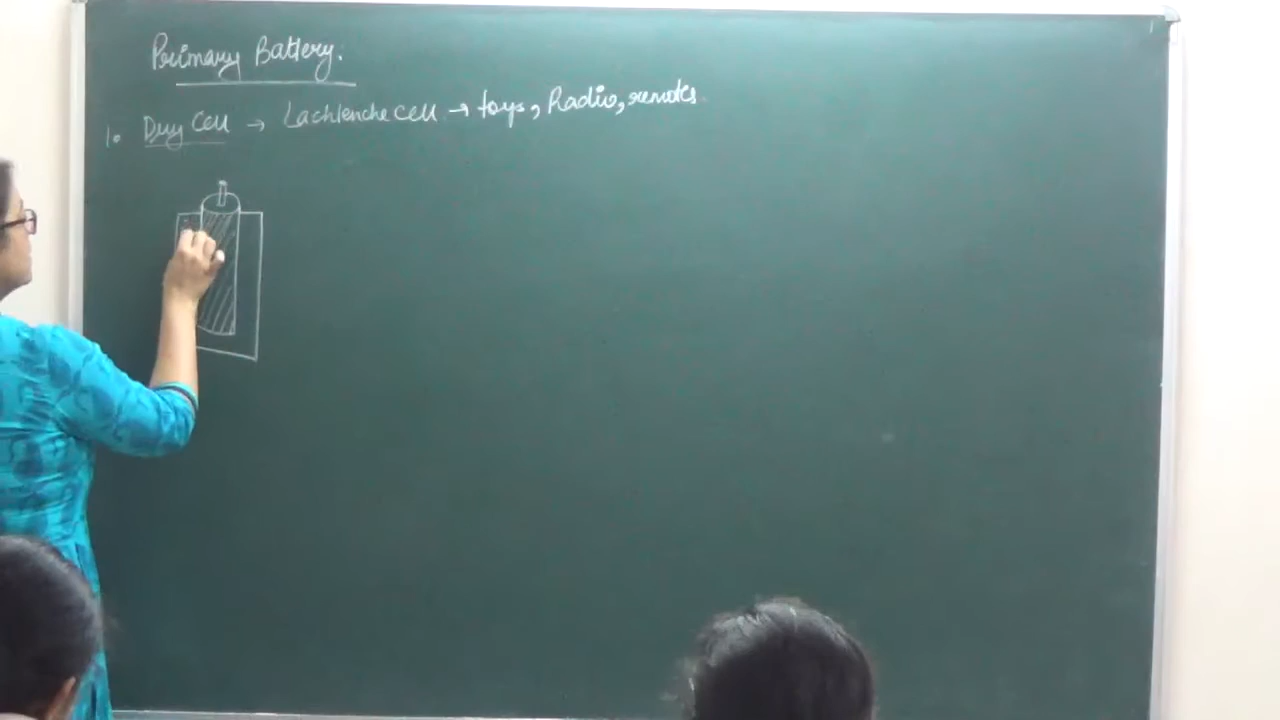 Primary Battery.
1. Dry Cell → Lachlenche cell → toys, Radio, remotes.